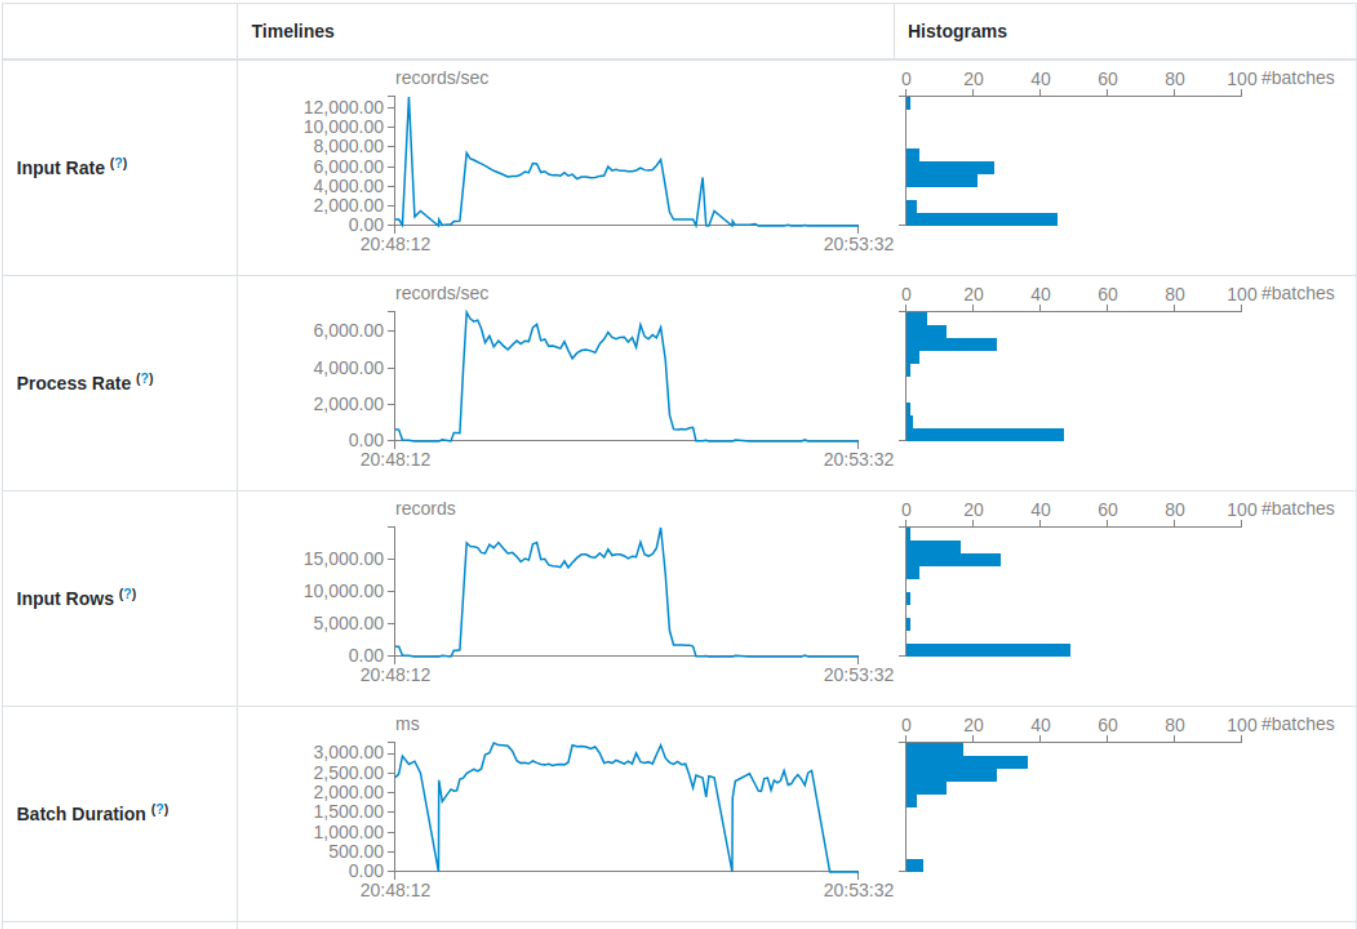 Timelines Histograms
records/sec 0 20 40 60 80 100 #batches
12,000.00
10,000.00
8,000.00
Input Rate (?) 6,000.00
4,000.00
2,000.00
0.00
20:48:12 20:53:32
records/sec 0 20 40 60 80 100 #batches
6,000.00
Process Rate (?) 4,000.00
2,000.00
0.00
20:48:12 20:53:32
records 0 20 40 60 80 100 #batches
15,000.00
Input Rows (?) 10,000.00
5,000.00
0.00
20:48:12 20:53:32
ms 0 20 40 60 80 100 #batches
3,000.00
2,500.00
2,000.00
Batch Duration (?) 1,500.00
1,000.00
500.00
0.00
20:48:12 20:53:32